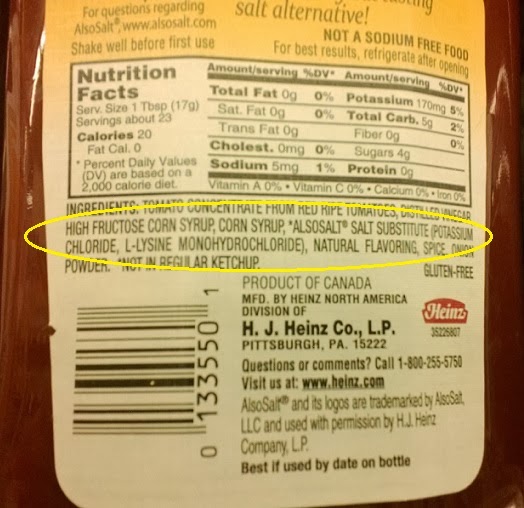 For questions regarding
AlsoSalt®, www.alsosalt.com
Shake well before first use
salt alternative!
NOT A SODIUM FREE FOOD
For best results, refrigerate after opening
Nutrition
Facts
Serv. Size 1 Tbsp (17g)
Servings about 23
Calories 20
Fat Cal. 0
* Percent Daily Values
(DV) are based on a
2,000 calorie diet.
Amount/serving %DV* Amount/serving %DV*
Total Fat 0g 0% Potassium 170mg 5%
Sat. Fat 0g 0% Total Carb. 5g 2%
Trans Fat 0g Fiber 0g 0%
Cholest. 0mg 0% Sugars 4g
Sodium 5mg 1% Protein 0g
Vitamin A 0% • Vitamin C 0% • Calcium 0% • Iron 0%
INGREDIENTS: TOMATO CONCENTRATE FROM RED RIPE TOMATOES, DISTILLED VINEGAR
HIGH FRUCTOSE CORN SYRUP, CORN SYRUP, *ALSOSALT® SALT SUBSTITUTE (POTASSIUM
CHLORIDE, L-LYSINE MONOHYDROCHLORIDE), NATURAL FLAVORING, SPICE, ONION
POWDER. *NOT IN REGULAR KETCHUP.
GLUTEN-FREE
PRODUCT OF CANADA
MFD. BY HEINZ NORTH AMERICA
DIVISION OF
H. J. Heinz Co., L.P.
PITTSBURGH, PA. 15222
Heinz
35226807
Questions or comments? Call 1-800-255-5750
Visit us at: www.heinz.com
AlsoSalt® and its logos are trademarked by AlsoSalt,
LLC and used with permission by H.J. Heinz
Company, L.P.
Best if used by date on bottle
0 133550 1